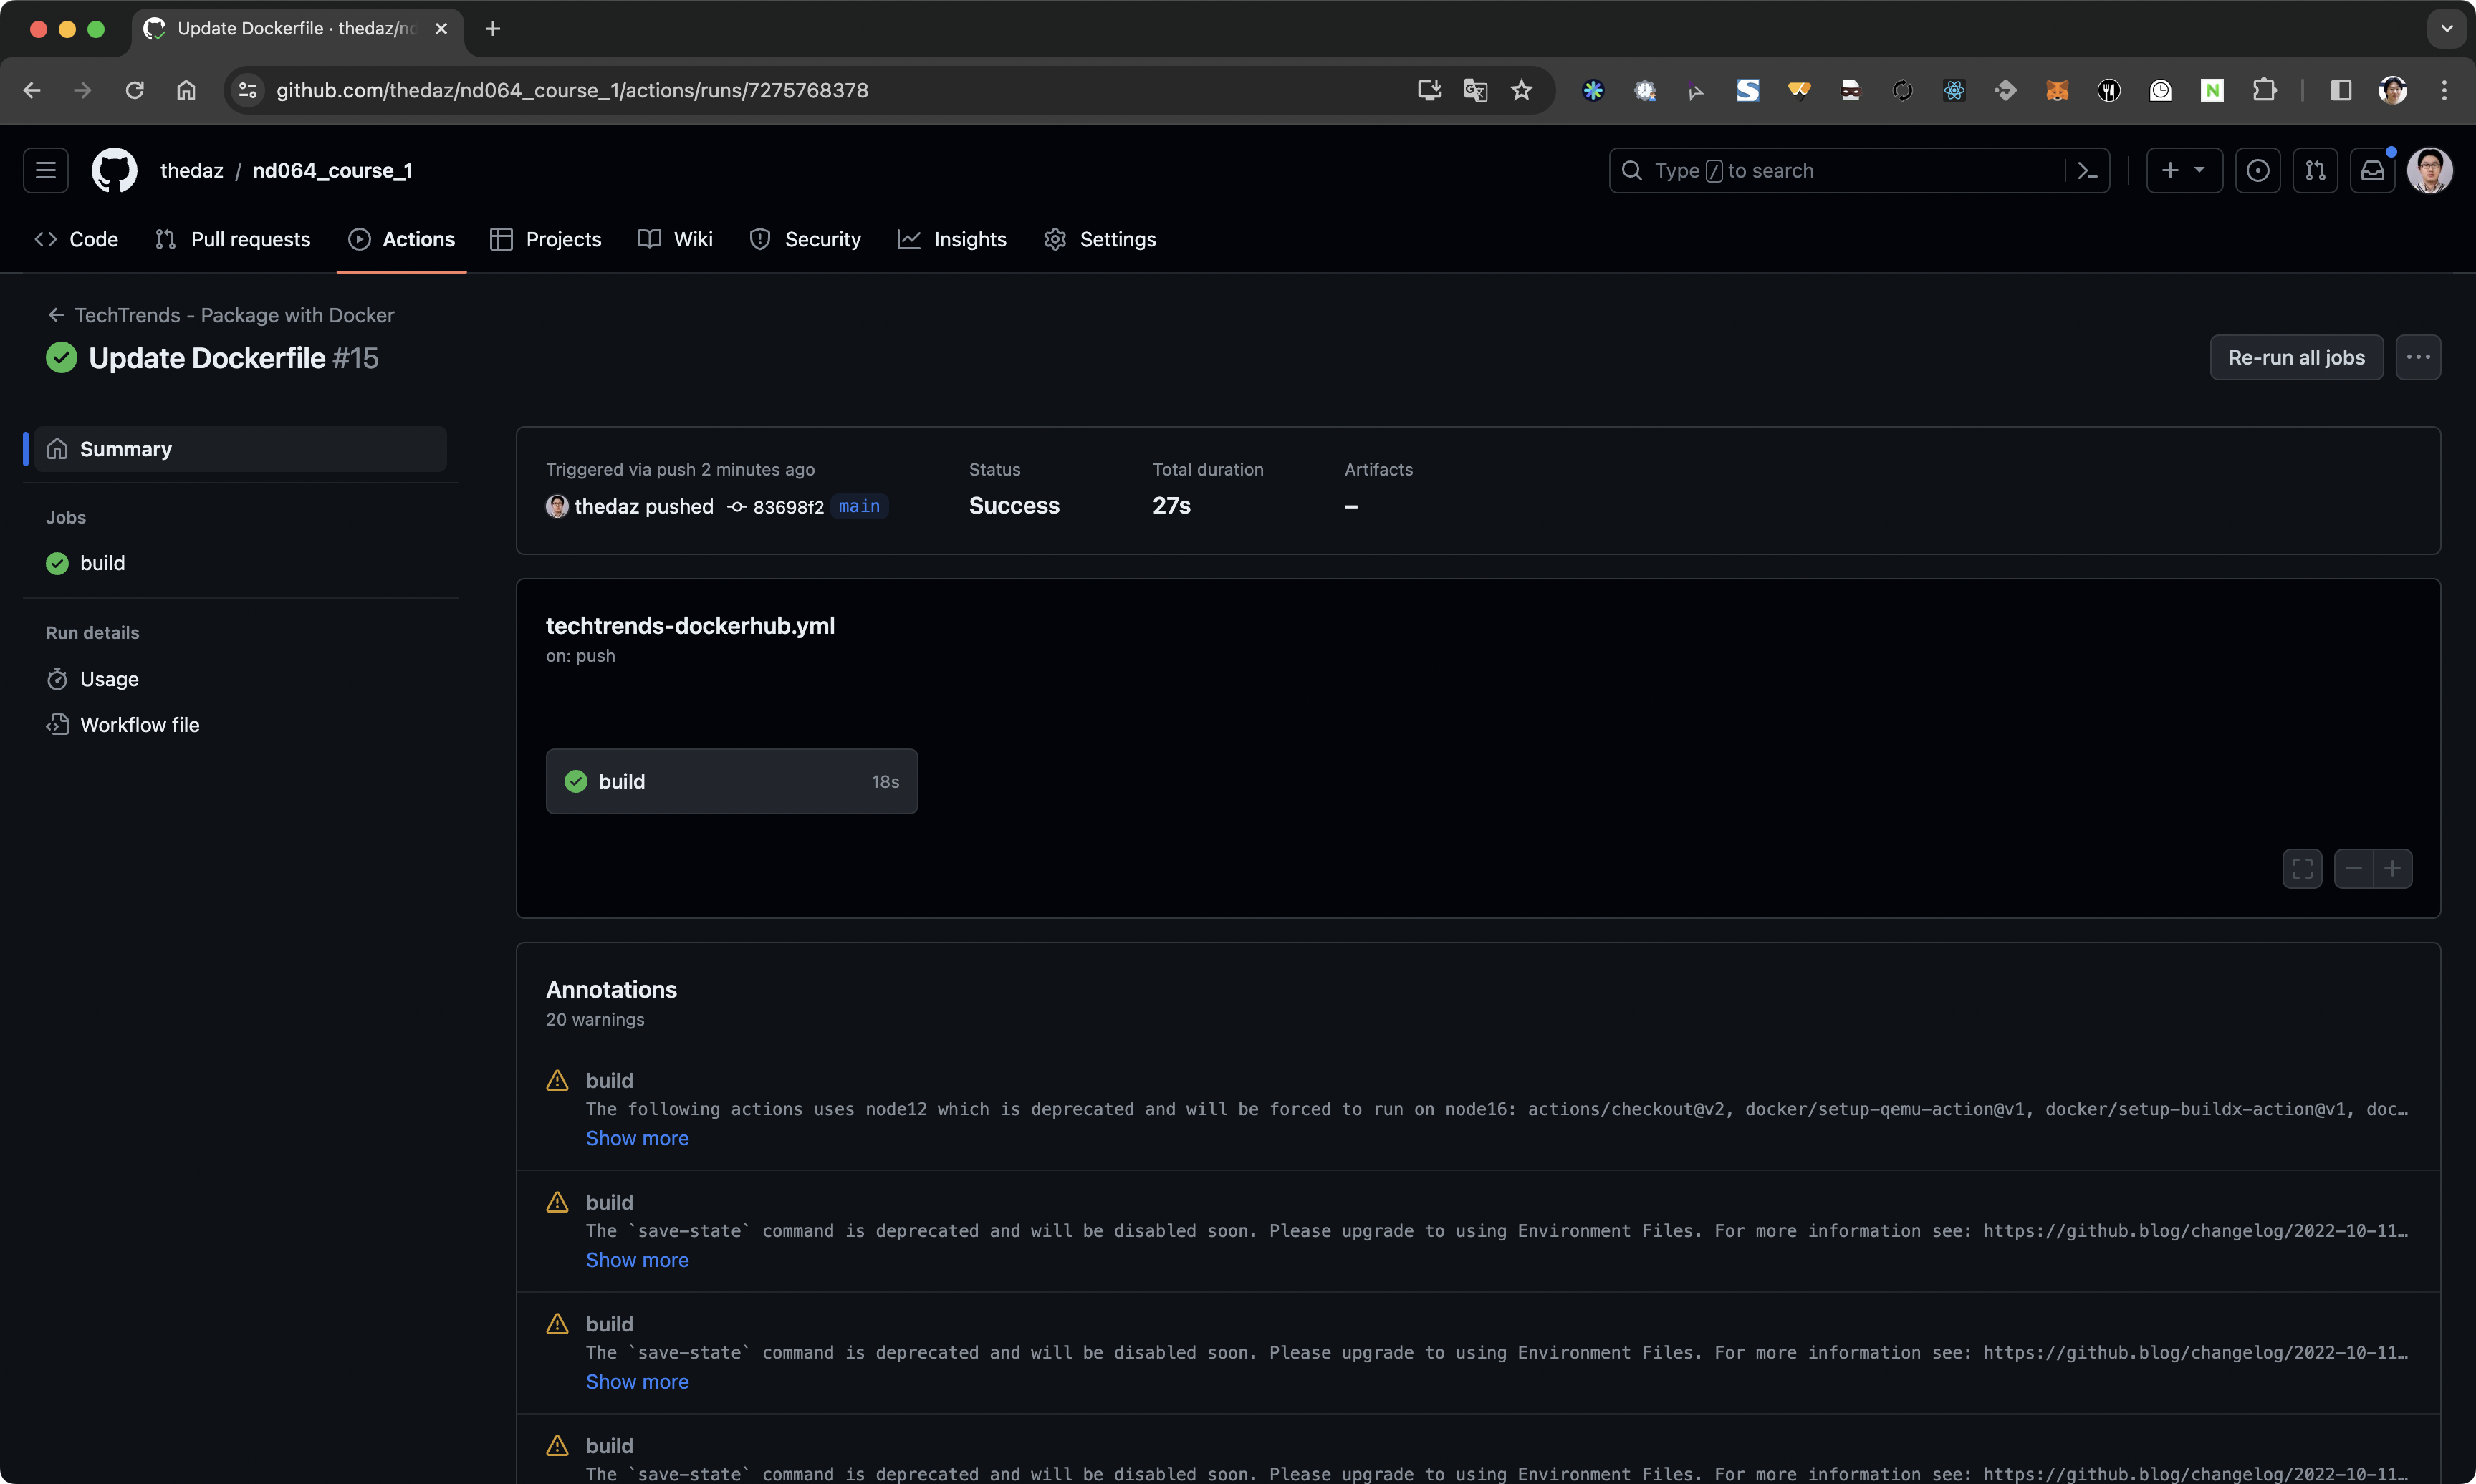 Update Dockerfile · thedaz/nd
github.com/thedaz/nd064_course_1/actions/runs/7275768378
thedaz / nd064_course_1
Type / to search
Code
Pull requests
Actions
Projects
Wiki
Security
Insights
Settings
TechTrends - Package with Docker
Update Dockerfile #15
Re-run all jobs
Summary
Jobs
build
Run details
Usage
Workflow file
Triggered via push 2 minutes ago
thedaz pushed 83698f2 main
Status
Success
Total duration
27s
Artifacts
–
techtrends-dockerhub.yml
on: push
build 18s
Annotations
20 warnings
build
The following actions uses node12 which is deprecated and will be forced to run on node16: actions/checkout@v2, docker/setup-qemu-action@v1, docker/setup-buildx-action@v1, doc…
Show more
build
The `save-state` command is deprecated and will be disabled soon. Please upgrade to using Environment Files. For more information see: https://github.blog/changelog/2022-10-11…
Show more
build
The `save-state` command is deprecated and will be disabled soon. Please upgrade to using Environment Files. For more information see: https://github.blog/changelog/2022-10-11…
Show more
build
The `save-state` command is deprecated and will be disabled soon. Please upgrade to using Environment Files. For more information see: https://github.blog/changelog/2022-10-11…